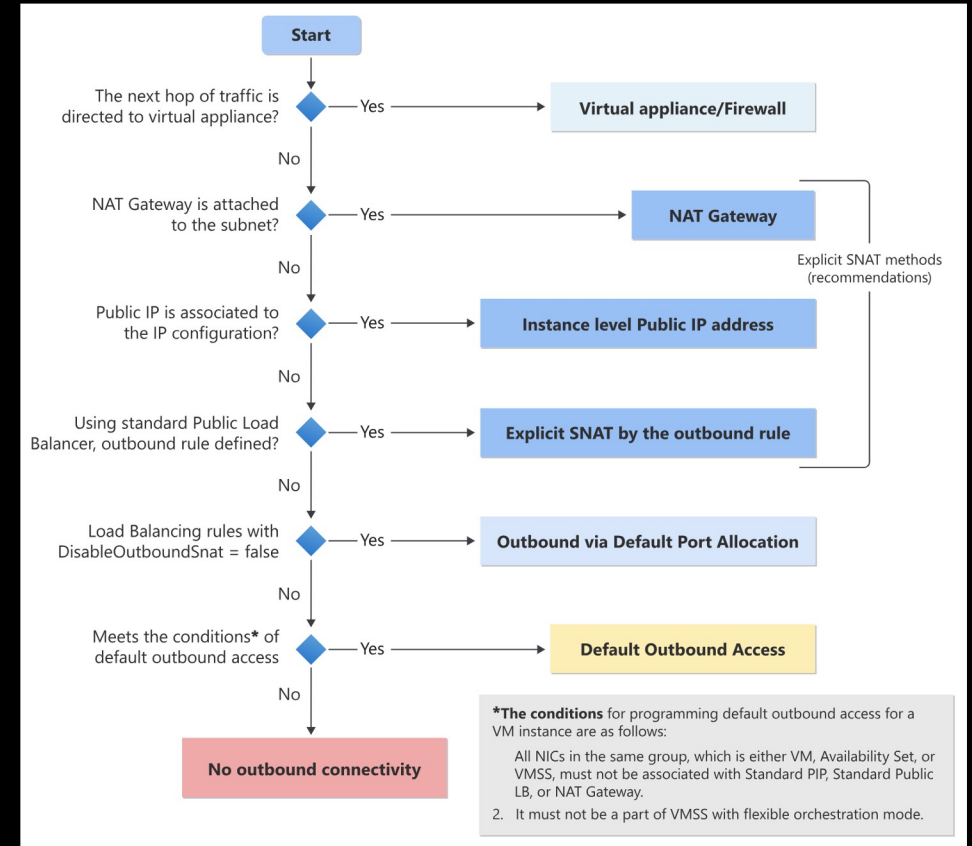 Start
The next hop of traffic is
directed to virtual appliance?
Yes
Virtual appliance/Firewall
No
NAT Gateway is attached
to the subnet?
Yes
NAT Gateway
Explicit SNAT methods
(recommendations)
No
Public IP is associated to
the IP configuration?
Yes
Instance level Public IP address
No
Using standard Public Load
Balancer, outbound rule defined?
Yes
Explicit SNAT by the outbound rule
No
Load Balancing rules with
DisableOutboundSnat = false
Yes
Outbound via Default Port Allocation
No
Meets the conditions* of
default outbound access
Yes
Default Outbound Access
No
No outbound connectivity
*The conditions for programming default outbound access for a
VM instance are as follows:
All NICs in the same group, which is either VM, Availability Set, or
VMSS, must not be associated with Standard PIP, Standard Public
LB, or NAT Gateway.
2. It must not be a part of VMSS with flexible orchestration mode.